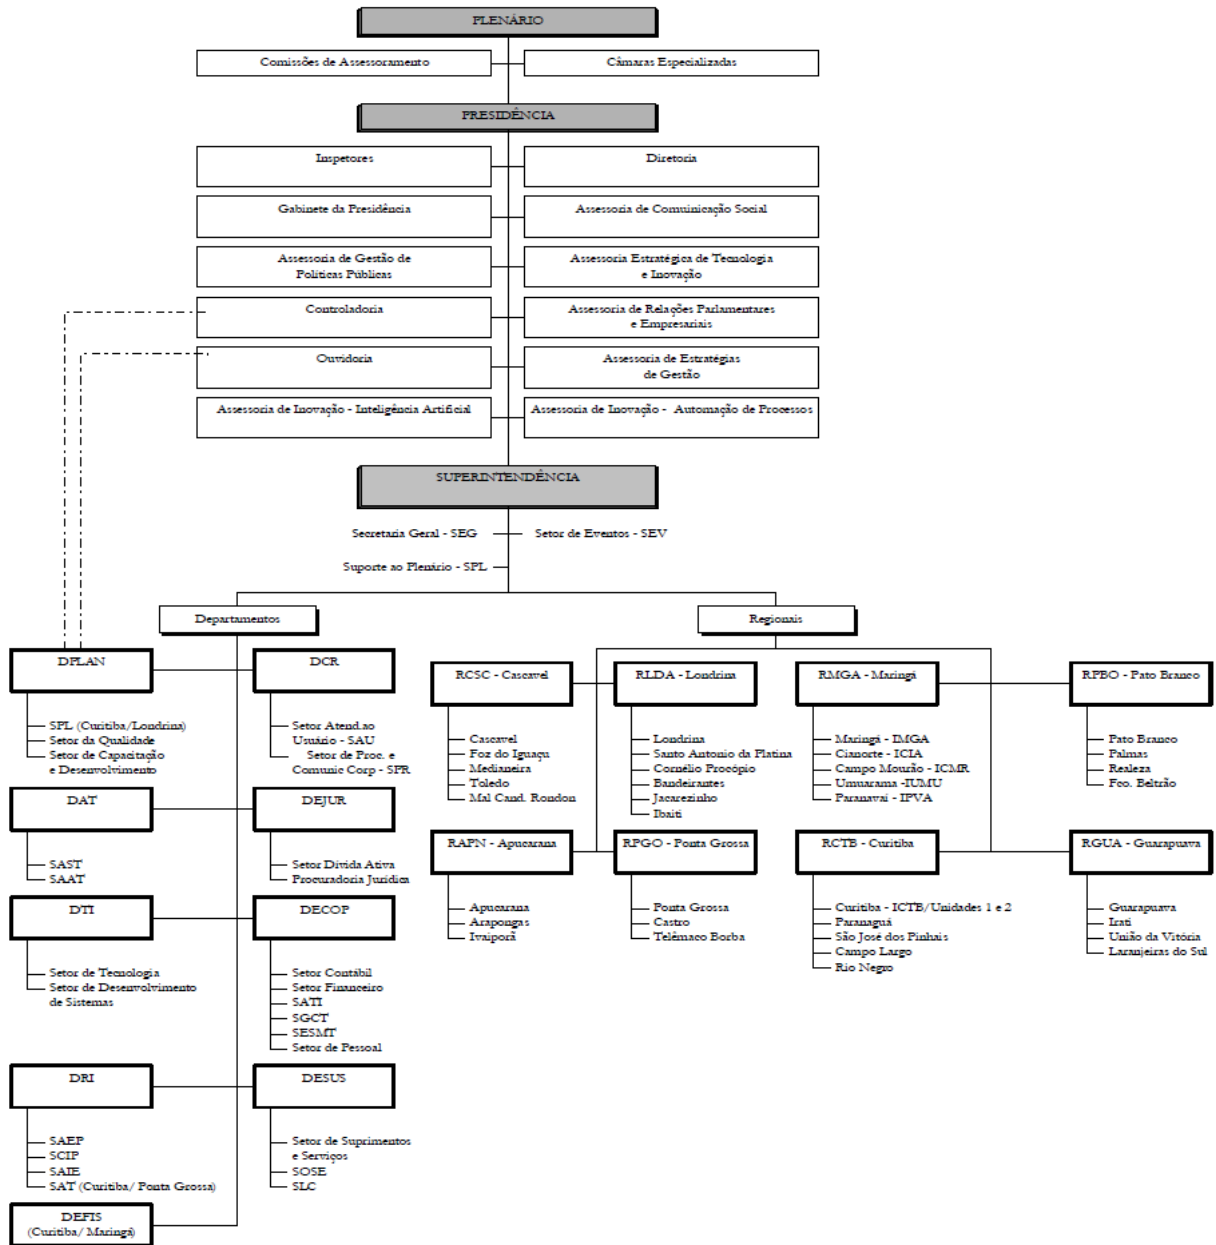 PLENÁRIO
Comissões de Assessoramento
Câmaras Especializadas
PRESIDÊNCIA
Inspetores
Diretoria
Gabinete da Presidência
Assessoria de Comuinicação Social
Assessoria de Gestão de
Políticas Públicas
Assessria Estratégica de Tecnologia
e Inovação
Controladoria
Assessoria de Relações Parlamentares
e Empresariais
Ouvidoria
Assessoria de Estratégias
de Gestão
Assessoria de Inovação - Inteligência Artificial
Assessoria de Inovação - Automação de Processos
SUPERINTENDÊNCIA
Secretaria Geral - SEG
Setor de Eventos - SEV
Suporte ao Plenário - SPL
Departamentos
Regionais
DPLAN
SPL (Curitiba/Londrina)
Setor da Qualidade
Setor de Capacitação
e Desenvolvimento
DCR
Setor Atend.ao
Usuário - SAU
Setor de Proc. e
Comunic Corp - SPR
DAT
SAST
SAAT
DEJUR
Setor Dívida Ativa
Procuradoria Jurídica
DTI
Setor de Tecnologia
Setor de Desenvolvimento
de Sistemas
DECOP
Setor Contábil
Setor Financeiro
SATI
SGCT
SESMT
Setor de Pessoal
DRI
SAEP
SCIP
SAIE
SAT (Curitiba/ Ponta Grossa)
DESUS
Setor de Suprimentos
e Serviços
SOSE
SLC
DEFIS
(Curitiba/ Maringá)
RCSC - Cascavel
Cascavel
Foz do Iguaçu
Medianeira
Toledo
Mal Cand. Rondon
RLDA - Londrina
Londrina
Santo Antonio da Platina
Cornélio Procópio
Bandeirantes
Jacarezinho
Ibaiti
RMGA - Maringá
Maringá - IMGA
Cianorte - ICIA
Campo Mourão - ICMR
Umuarama -IUMU
Paranavaí - IPVA
RPBO - Pato Branco
Pato Branco
Palmas
Realeza
Fco. Beltrão
RAPN - Apucarana
Apucarana
Arapongas
Ivaiporã
RPGO - Ponta Grossa
Ponta Grossa
Castro
Telêmaco Borba
RCTB - Curitiba
Curitiba - ICTB/Unidades 1 e 2
Paranaguá
São José dos Pinhais
Campo Largo
Rio Negro
RGUA - Guarapuava
Guarapuava
Irati
União da Vitória
Laranjeiras do Sul